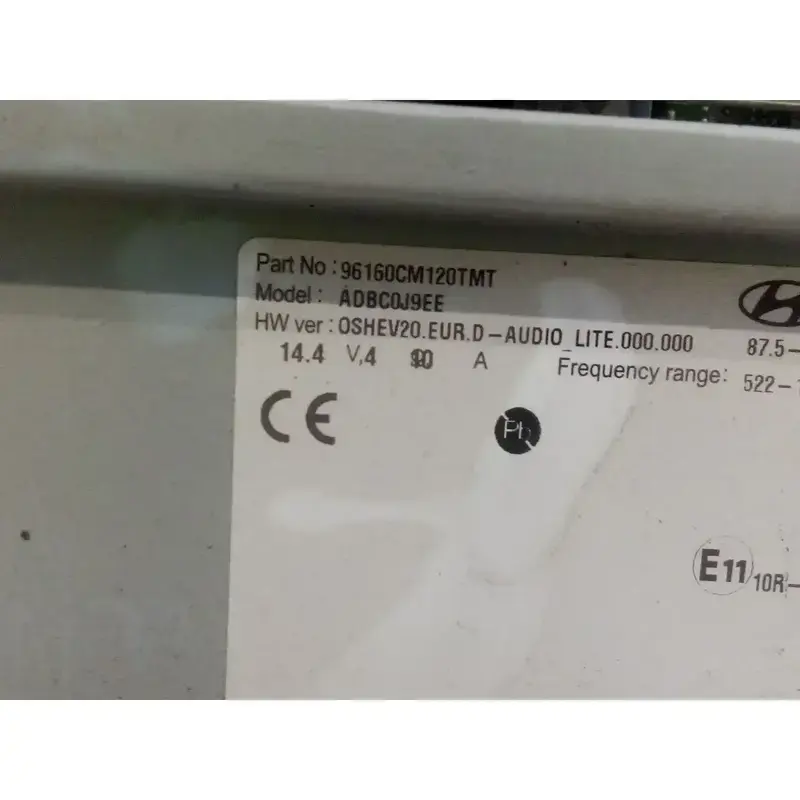 Part No : 96160CM120TMT
Model : ADBC0J9EE
HW ver : OSHEV20.EUR.D-AUDIO_LITE.000.000
87.5-
14.4 V,4 A
Frequency range: 522-
CE
Pb
E11 10R-